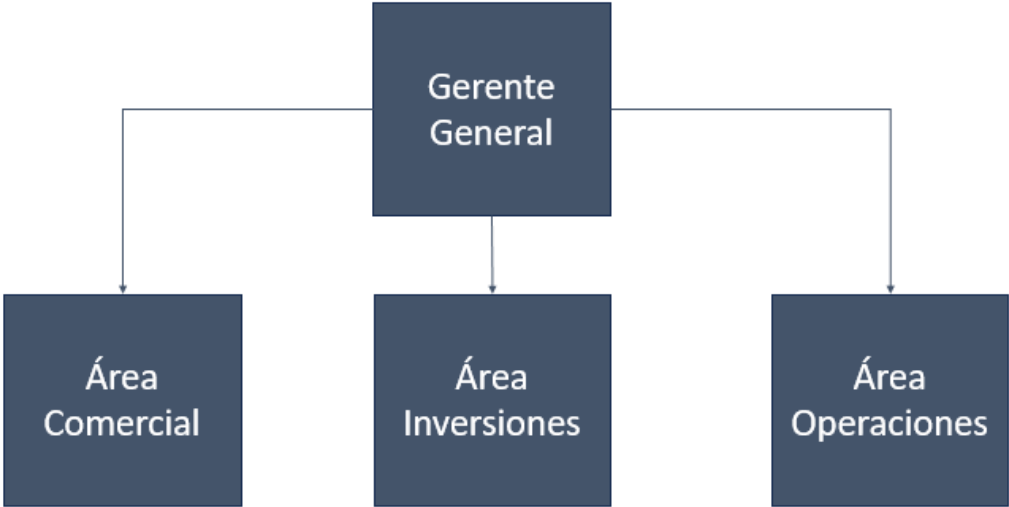 Gerente
General
Área
Comercial
Área
Inversiones
Área
Operaciones